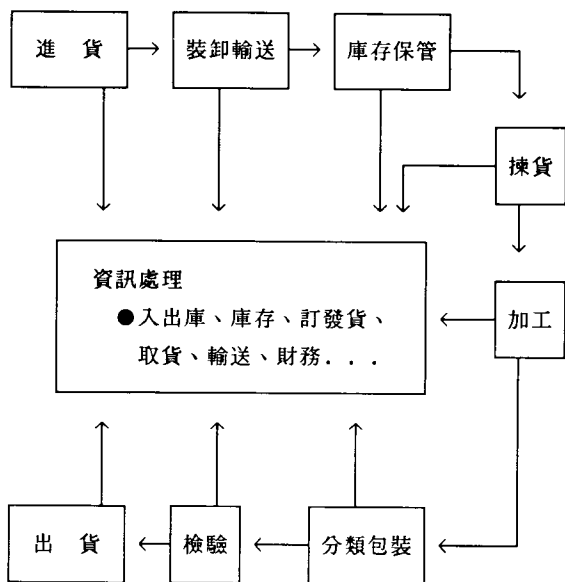 進 貨
裝卸輸送
庫存保管
揀貨
資訊處理
●入出庫、庫存、訂發貨、
取貨、輸送、財務...
加工
出 貨
檢驗
分類包裝